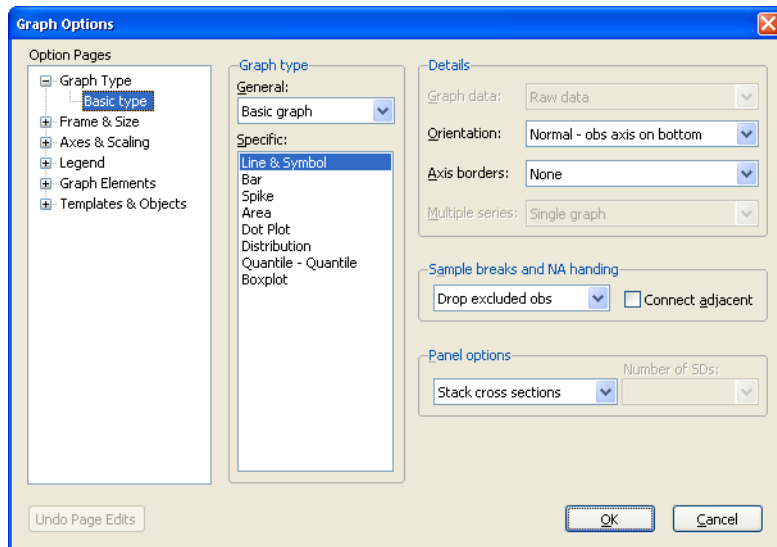 Graph Options
Option Pages
Graph Type
Basic type
Frame & Size
Axes & Scaling
Legend
Graph Elements
Templates & Objects
Graph type
General:
Basic graph
Specific:
Line & Symbol
Bar
Spike
Area
Dot Plot
Distribution
Quantile - Quantile
Boxplot
Details
Graph data: Raw data
Orientation: Normal - obs axis on bottom
Axis borders: None
Multiple series: Single graph
Sample breaks and NA handing
Drop excluded obs Connect adjacent
Panel options
Number of SDs:
Stack cross sections
Undo Page Edits
OK Cancel